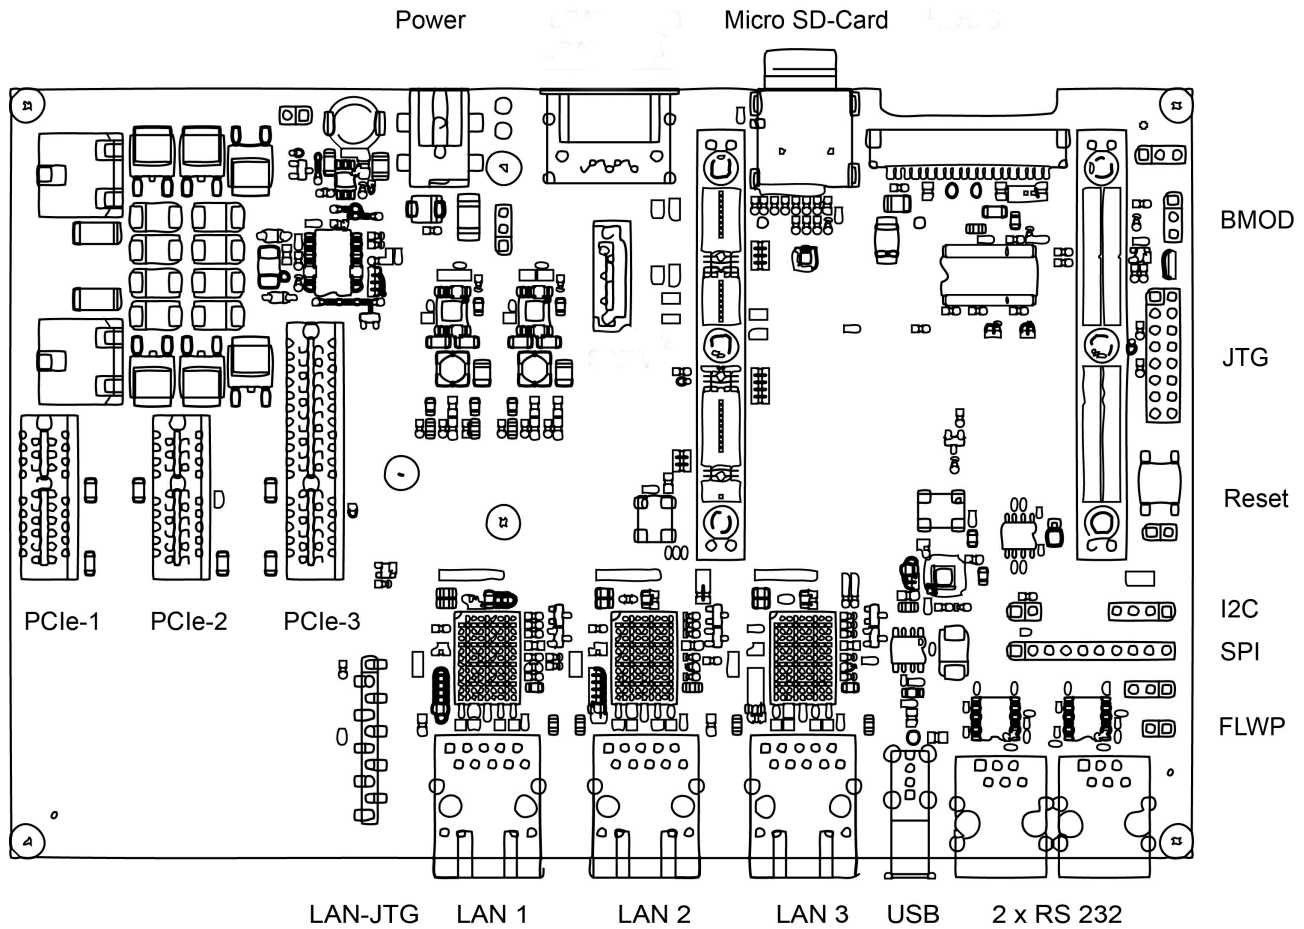 Power
Micro SD-Card
BMOD
JTG
Reset
PCIe-1
PCIe-2
PCIe-3
I2C
SPI
FLWP
LAN-JTG
LAN 1
LAN 2
LAN 3
USB
2 x RS 232